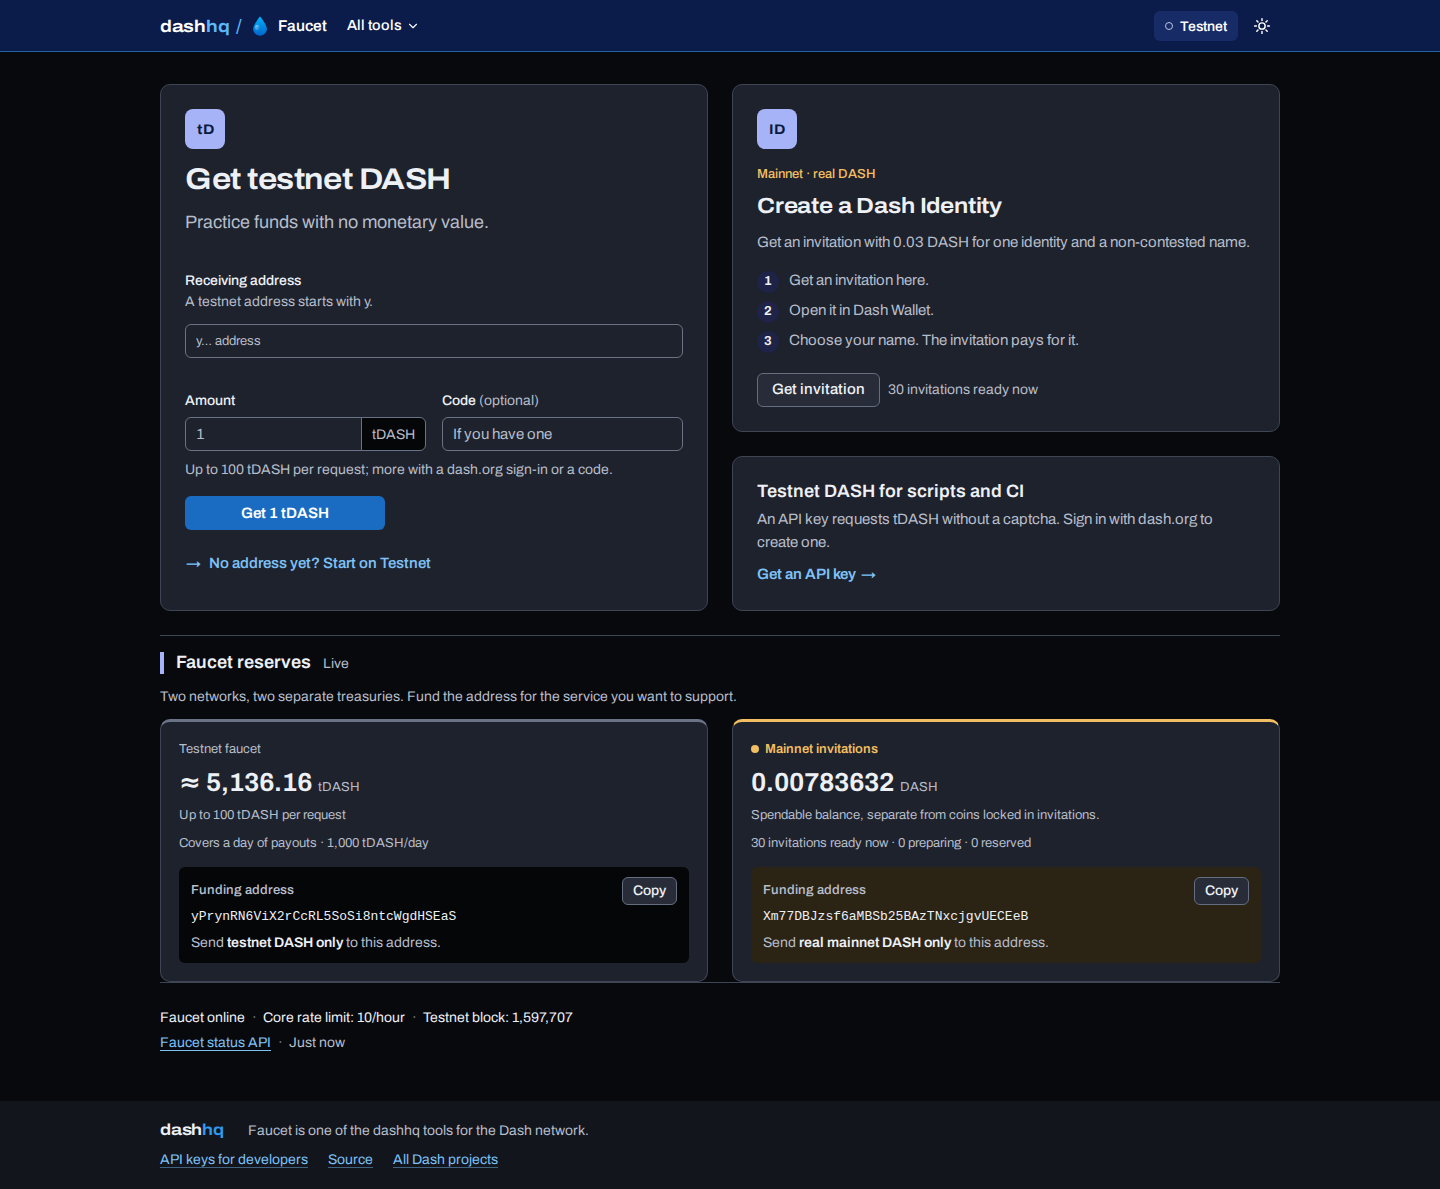 dashhq / Faucet All tools Testnet
tD
Get testnet DASH
Practice funds with no monetary value.
Receiving address
A testnet address starts with y.
y... address
Amount
1 tDASH
Code (optional)
If you have one
Up to 100 tDASH per request; more with a dash.org sign-in or a code.
Get 1 tDASH
→ No address yet? Start on Testnet
ID
Mainnet · real DASH
Create a Dash Identity
Get an invitation with 0.03 DASH for one identity and a non-contested name.
1 Get an invitation here.
2 Open it in Dash Wallet.
3 Choose your name. The invitation pays for it.
Get invitation 30 invitations ready now
Testnet DASH for scripts and CI
An API key requests tDASH without a captcha. Sign in with dash.org to
create one.
Get an API key →
Faucet reserves Live
Two networks, two separate treasuries. Fund the address for the service you want to support.
Testnet faucet
≈ 5,136.16 tDASH
Up to 100 tDASH per request
Covers a day of payouts · 1,000 tDASH/day
Funding address Copy
yPrynRN6ViX2rCcRL5SoSi8ntcWgdHSEaS
Send testnet DASH only to this address.
Mainnet invitations
0.00783632 DASH
Spendable balance, separate from coins locked in invitations.
30 invitations ready now · 0 preparing · 0 reserved
Funding address Copy
Xm77DBJzsf6aMBSb25BAzTNxcjgvUECEeB
Send real mainnet DASH only to this address.
Faucet online · Core rate limit: 10/hour · Testnet block: 1,597,707
Faucet status API · Just now
dashhq Faucet is one of the dashhq tools for the Dash network.
API keys for developers Source All Dash projects